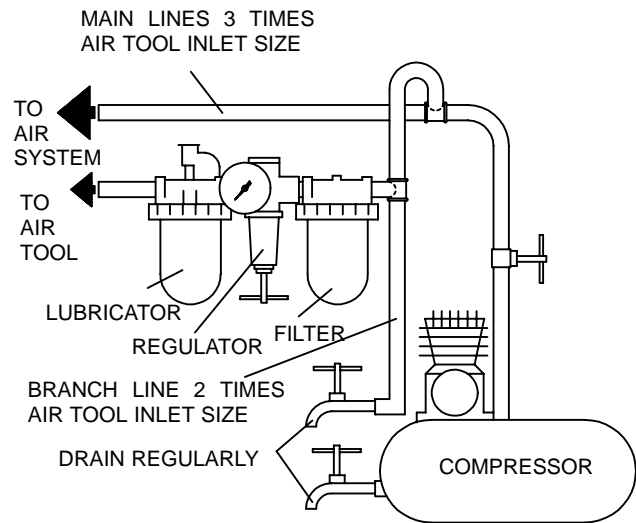 MAIN LINES 3 TIMES
AIR TOOL INLET SIZE
TO
AIR
SYSTEM
TO
AIR
TOOL
LUBRICATOR
REGULATOR
FILTER
BRANCH LINE 2 TIMES
AIR TOOL INLET SIZE
DRAIN REGULARLY
COMPRESSOR